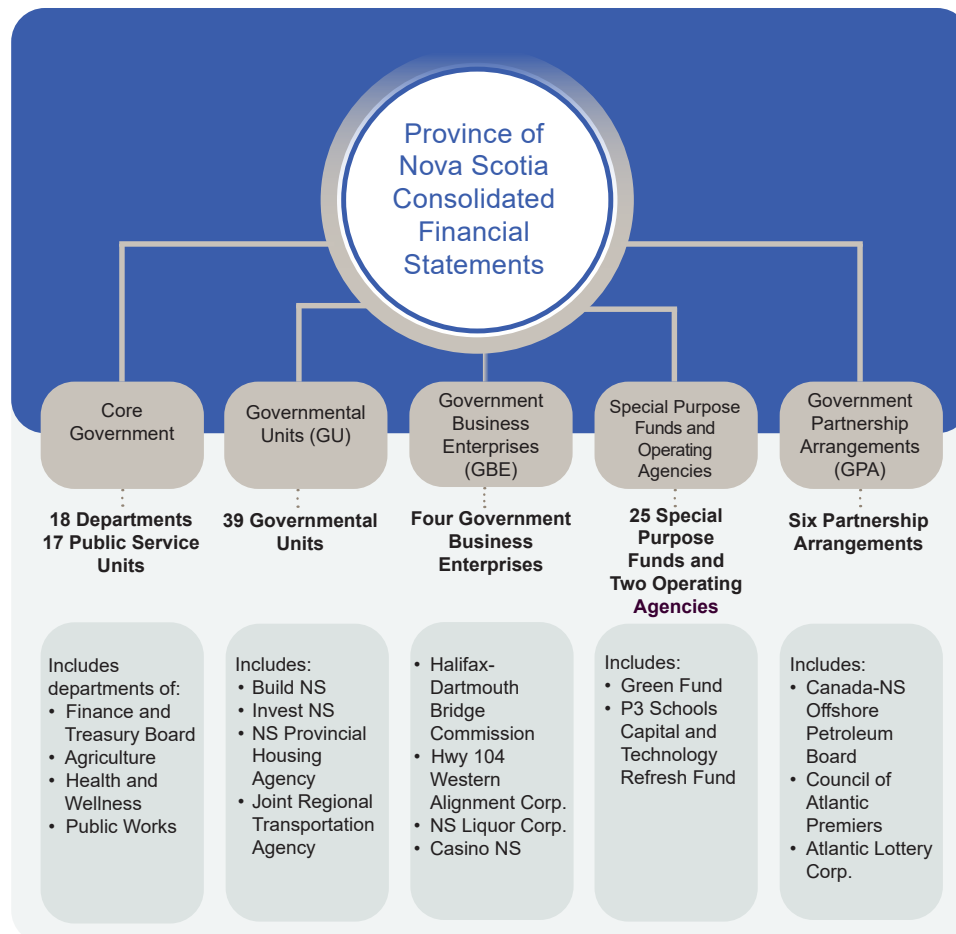 Province of
Nova Scotia
Consolidated
Financial
Statements
Core
Government
Governmental
Units (GU)
Government
Business
Enterprises
(GBE)
Special Purpose
Funds and
Operating
Agencies
Government
Partnership
Arrangements
(GPA)
18 Departments
17 Public Service
Units
39 Governmental
Units
Four Government
Business
Enterprises
25 Special
Purpose
Funds and
Two Operating
Agencies
Six Partnership
Arrangements
Includes
departments of:
• Finance and
Treasury Board
• Agriculture
• Health and
Wellness
• Public Works
Includes:
• Build NS
• Invest NS
• NS Provincial
Housing
Agency
• Joint Regional
Transportation
Agency
• Halifax-
Dartmouth
Bridge
Commission
• Hwy 104
Western
Alignment Corp.
• NS Liquor Corp.
• Casino NS
Includes:
• Green Fund
• P3 Schools
Capital and
Technology
Refresh Fund
Includes:
• Canada-NS
Offshore
Petroleum
Board
• Council of
Atlantic
Premiers
• Atlantic Lottery
Corp.